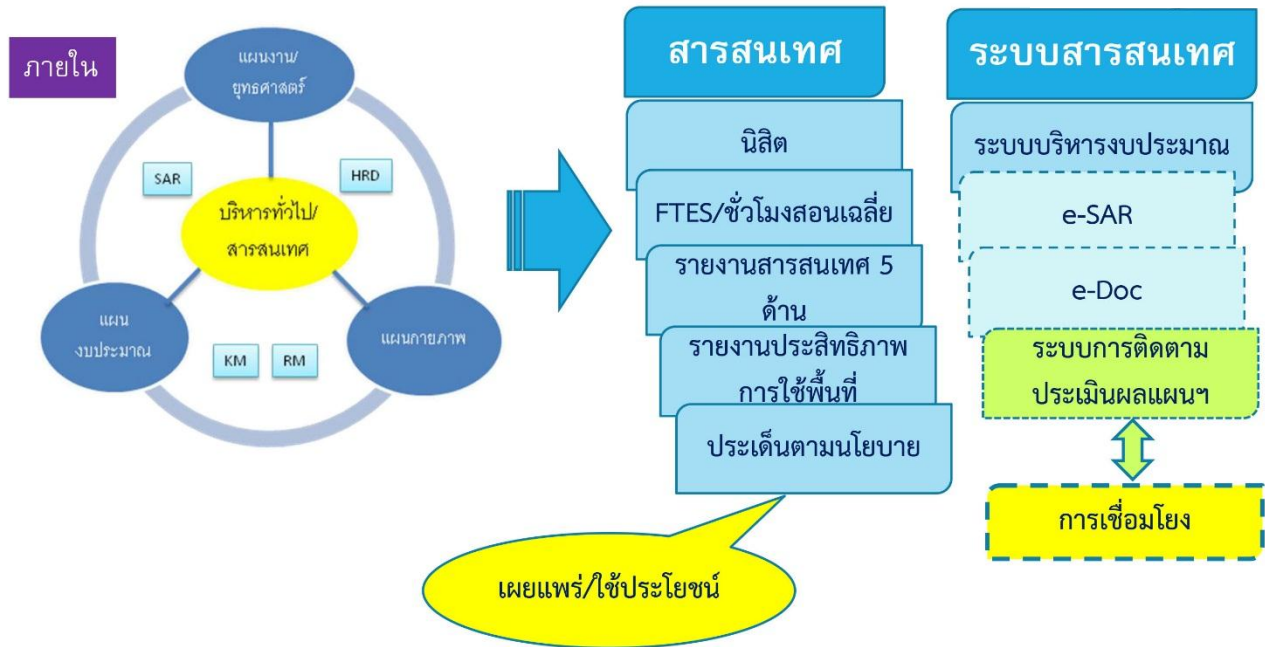 ภายใน
แผนงาน/
ยุทธศาสตร์
SAR
HRD
บริหารทั่วไป/
สารสนเทศ
แผน
งบประมาณ
แผนกายภาพ
KM
RM
สารสนเทศ
นิสิต
FTES/ชั่วโมงสอนเฉลี่ย
รายงานสารสนเทศ 5
ด้าน
รายงานประสิทธิภาพ
การใช้พื้นที่
ประเด็นตามนโยบาย
เผยแพร่/ใช้ประโยชน์
ระบบสารสนเทศ
ระบบบริหารงบประมาณ
e-SAR
e-Doc
ระบบการติดตาม
ประเมินผลแผนฯ
การเชื่อมโยง